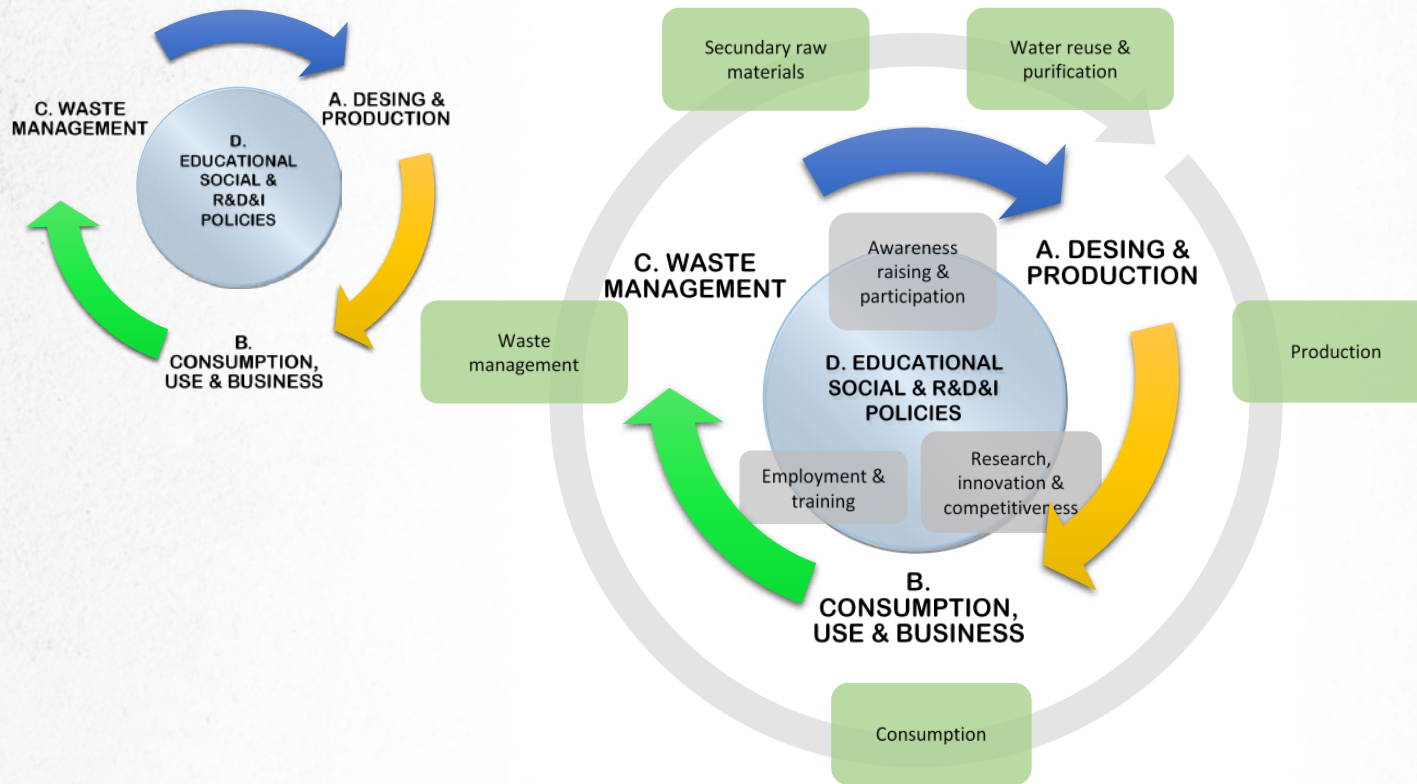 C. WASTE
MANAGEMENT
A. DESING &
PRODUCTION
D.
EDUCATIONAL
SOCIAL &
R&D&I
POLICIES
B.
CONSUMPTION,
USE & BUSINESS
Secundary raw
materials
Water reuse &
purification
Awareness
raising &
participation
C. WASTE
MANAGEMENT
A. DESING &
PRODUCTION
Waste
management
Production
D. EDUCATIONAL
SOCIAL & R&D&I
POLICIES
Employment &
training
Research,
innovation &
competitiveness
B.
CONSUMPTION,
USE & BUSINESS
Consumption